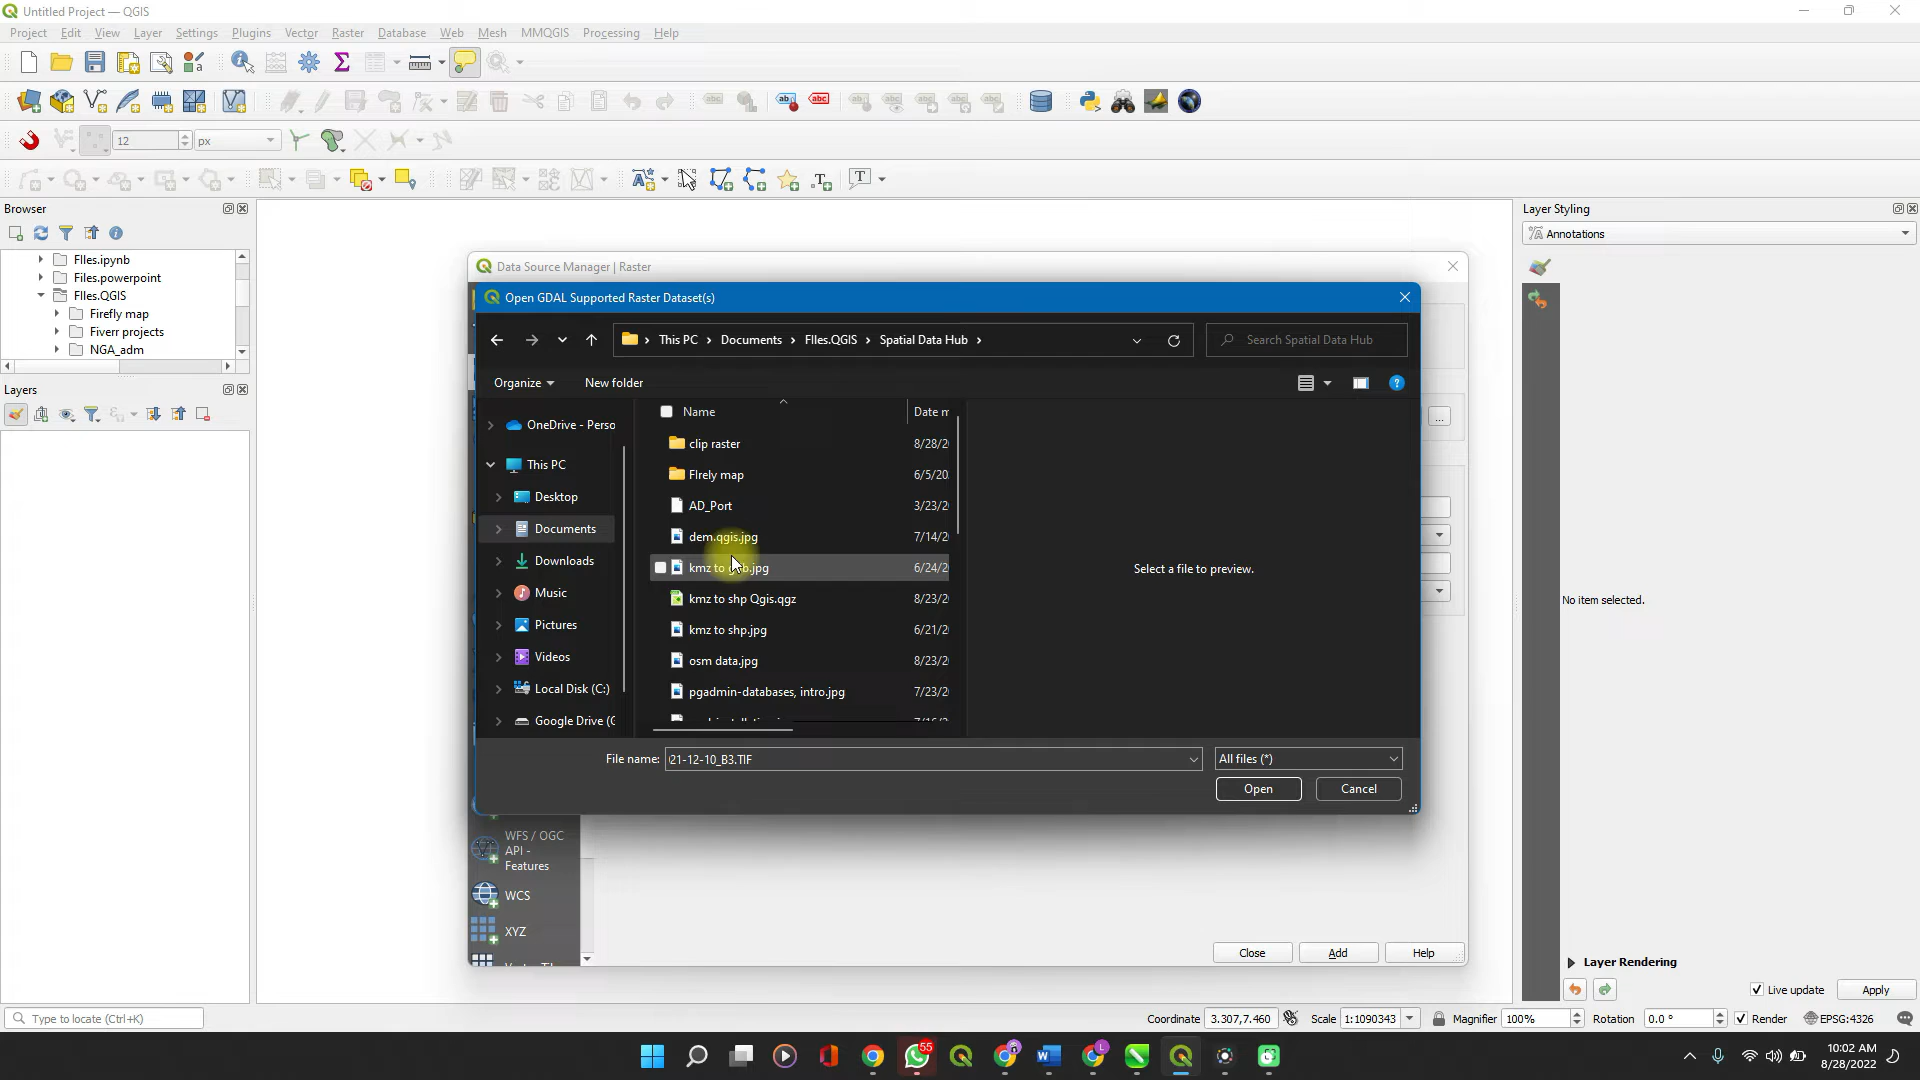 Untitled Project — QGIS
Project Edit View Layer Settings Plugins Vector Raster Database Web Mesh MMQGIS Processing Help
12 px
Browser
FIles.ipynb
Files.powerpoint
FIles.QGIS
Firefly map
Fiverr projects
NGA_adm
Layers
Data Source Manager | Raster
Open GDAL Supported Raster Dataset(s)
This PC Documents FIles.QGIS Spatial Data Hub
Search Spatial Data Hub
Organize New folder
OneDrive - Perso
This PC
Desktop
Documents
Downloads
Music
Pictures
Videos
Local Disk (C:)
Google Drive (G
Name Date m
clip raster 8/28/2
FIrely map 6/5/20
AD_Port 3/23/2
dem.qgis.jpg 7/14/2
kmz to 6/24/2
kmz to shp Qgis.qgz 8/23/2
kmz to shp.jpg 6/21/2
osm data.jpg 8/23/2
pgadmin-databases, intro.jpg 7/23/2
Select a file to preview.
File name: 21-12-10_B3.TIF All files (*)
Open Cancel
WFS / OGC
API -
Features
WCS
XYZ
Close Add Help
Layer Styling
Annotations
No item selected.
Layer Rendering
Live update Apply
Type to locate (Ctrl+K) Coordinate 3.307,7.460 Scale 1:1090343 Magnifier 100% Rotation 0.0 ° Render EPSG:4326
55
10:02 AM
8/28/2022